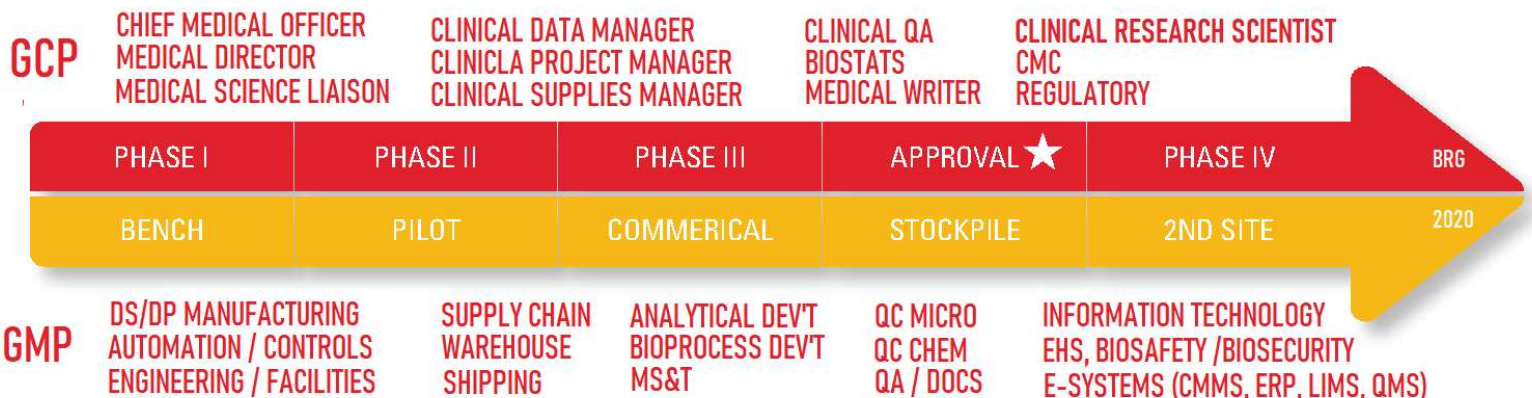 GCP
CHIEF MEDICAL OFFICER
MEDICAL DIRECTOR
MEDICAL SCIENCE LIAISON
CLINICAL DATA MANAGER
CLINICLA PROJECT MANAGER
CLINICAL SUPPLIES MANAGER
CLINICAL QA
BIOSTATS
MEDICAL WRITER
CLINICAL RESEARCH SCIENTIST
CMC
REGULATORY
PHASE I
PHASE II
PHASE III
APPROVAL
PHASE IV
BRG
BENCH
PILOT
COMMERICAL
STOCKPILE
2ND SITE
2020
GMP
DS/DP MANUFACTURING
AUTOMATION / CONTROLS
ENGINEERING / FACILITIES
SUPPLY CHAIN
WAREHOUSE
SHIPPING
ANALYTICAL DEV'T
BIOPROCESS DEV'T
MS&T
QC MICRO
QC CHEM
QA / DOCS
INFORMATION TECHNOLOGY
EHS, BIOSAFETY /BIOSECURITY
E-SYSTEMS (CMMS, ERP, LIMS, QMS)